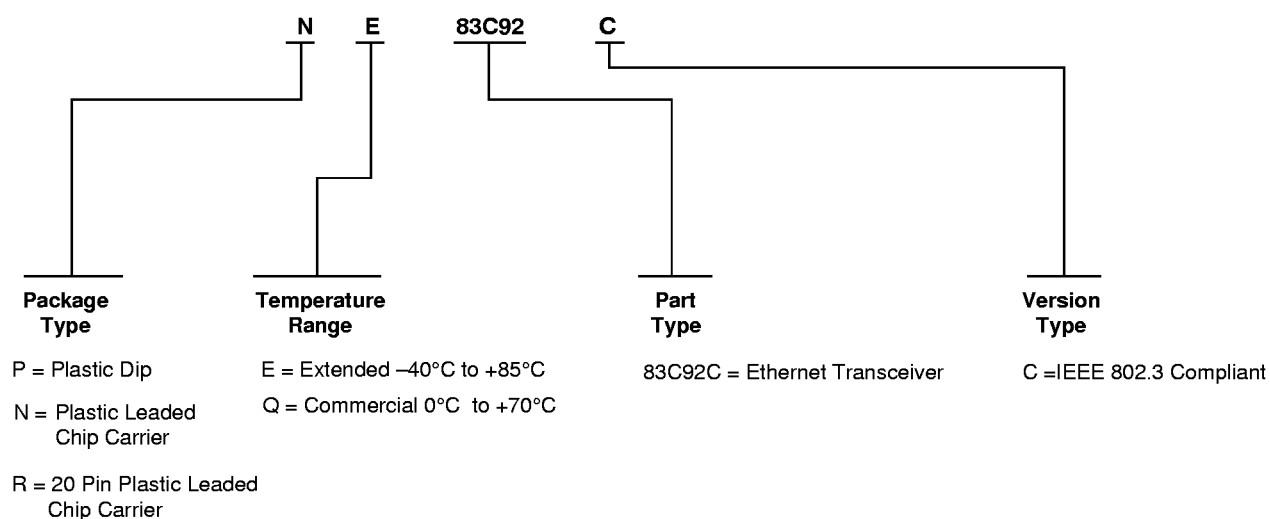 N E 83C92 C
Package
Type
P = Plastic Dip
N = Plastic Leaded
Chip Carrier
R = 20 Pin Plastic Leaded
Chip Carrier
Temperature
Range
E = Extended –40°C to +85°C
Q = Commercial 0°C to +70°C
Part
Type
83C92C = Ethernet Transceiver
Version
Type
C =IEEE 802.3 Compliant